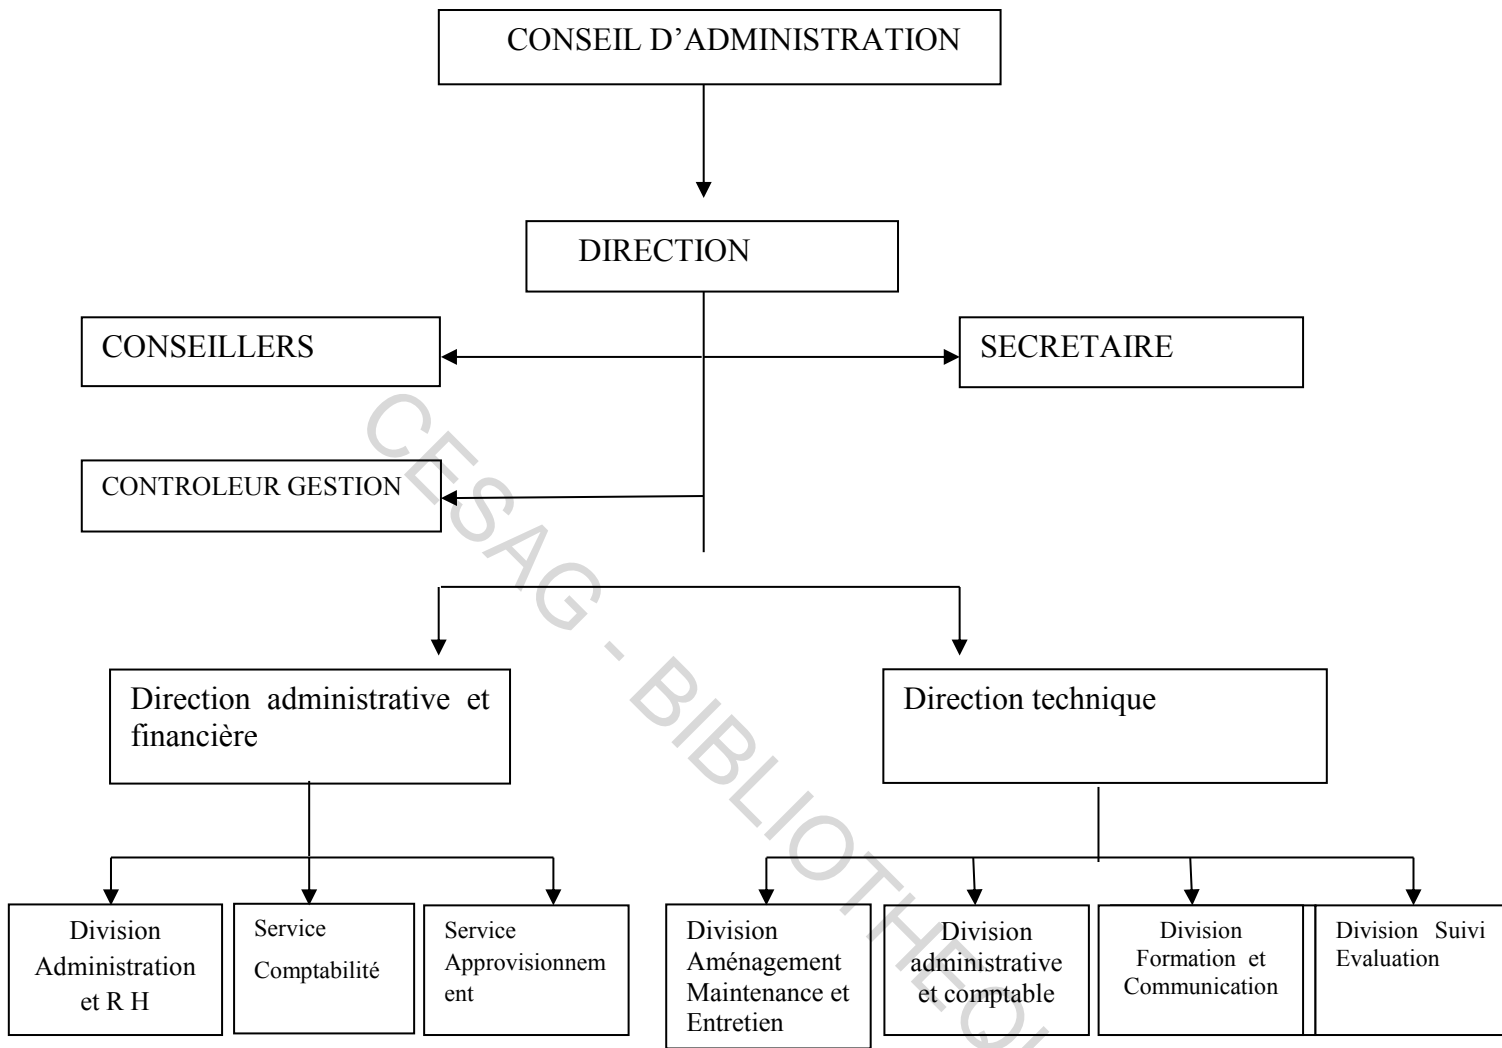 CONSEIL D’ADMINISTRATION
DIRECTION
CONSEILLERS
SECRETAIRE
CONTROLEUR GESTION
Direction administrative et
financière
Direction technique
Division
Administration
et R H
Service
Comptabilité
Service
Approvisionnem
ent
Division
Aménagement
Maintenance et
Entretien
Division
administrative
et comptable
Division
Formation et
Communication
Division Suivi
Evaluation
CESAG - BIBLIOTHEQU